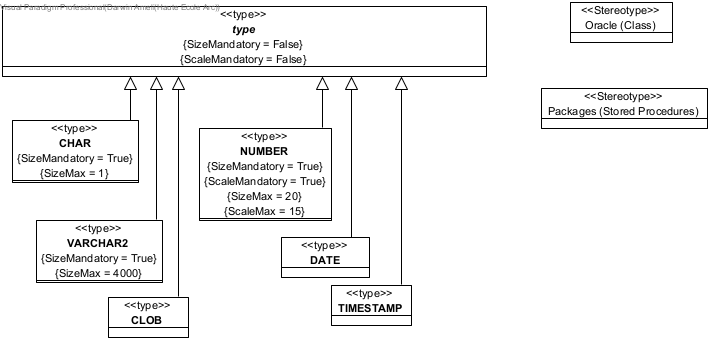 Visual Paradigm Professional(Darwin Amell(Haute Ecole Arc))
<<type>>
type
{SizeMandatory = False}
{ScaleMandatory = False}
<<Stereotype>>
Oracle (Class)
<<Stereotype>>
Packages (Stored Procedures)
<<type>>
CHAR
{SizeMandatory = True}
{SizeMax = 1}
<<type>>
NUMBER
{SizeMandatory = True}
{ScaleMandatory = True}
{SizeMax = 20}
{ScaleMax = 15}
<<type>>
VARCHAR2
{SizeMandatory = True}
{SizeMax = 4000}
<<type>>
DATE
<<type>>
CLOB
<<type>>
TIMESTAMP